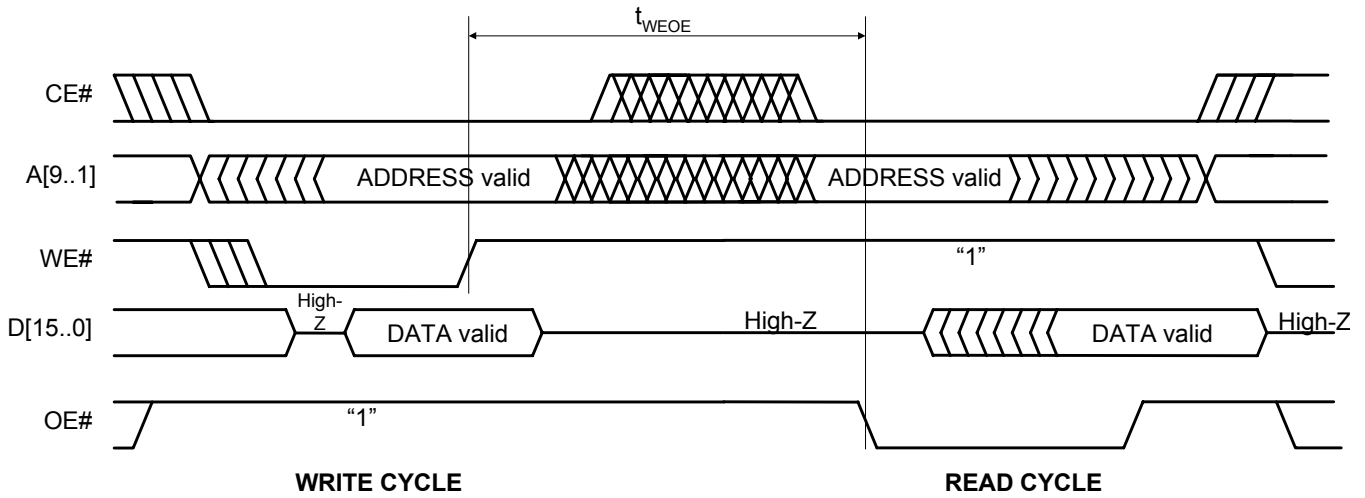 tWEOE
CE#
A[9..1] ADDRESS valid ADDRESS valid
WE# “1”
D[15..0] High-
Z DATA valid High-Z DATA valid High-Z
OE# “1”
WRITE CYCLE READ CYCLE